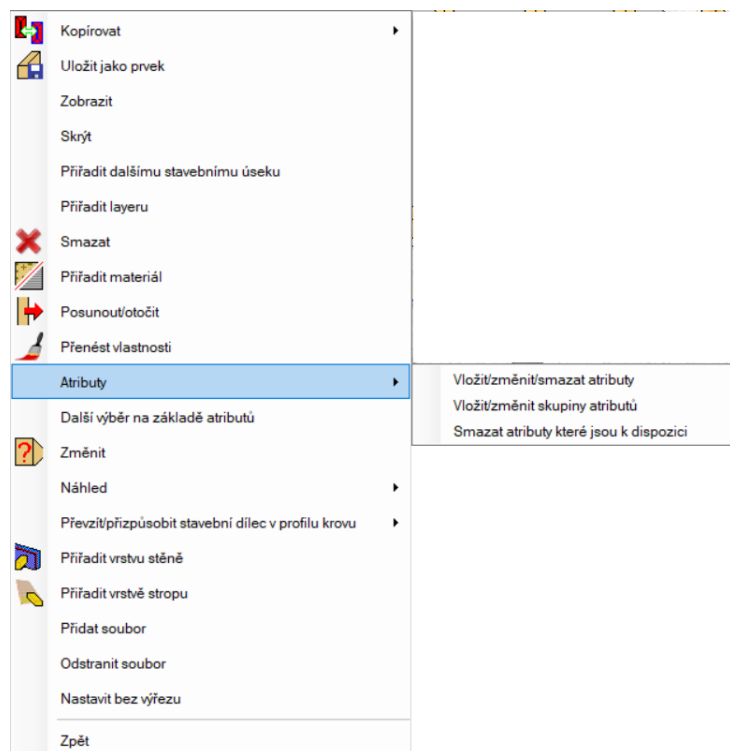 Kopírovat
Uložit jako prvek
Zobrazit
Skrýt
Přiřadit dalšímu stavebnímu úseku
Přiřadit layeru
Smazat
Přiřadit materiál
Posunout/otočit
Přenést vlastnosti
Atributy
Vložit/změnit/smazat atributy
Vložit/změnit skupiny atributů
Smazat atributy které jsou k dispozici
Další výběr na základě atributů
Změnit
Náhled
Převzít/přizpůsobit stavební dílec v profilu krovu
Přiřadit vrstvu stěně
Přiřadit vrstvě stropu
Přidat soubor
Odstranit soubor
Nastavit bez výřezu
Zpět